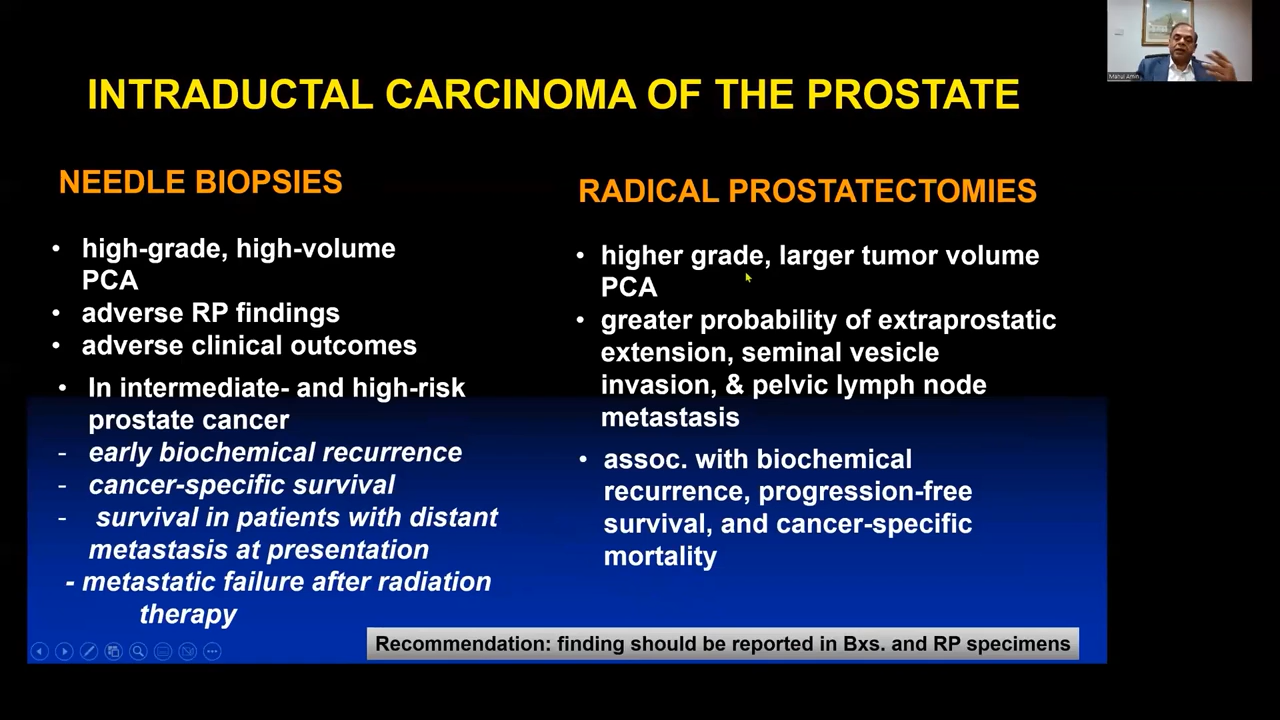 INTRADUCTAL CARCINOMA OF THE PROSTATE
NEEDLE BIOPSIES
• high-grade, high-volume
PCA
• adverse RP findings
• adverse clinical outcomes
• In intermediate- and high-risk
prostate cancer
- early biochemical recurrence
- cancer-specific survival
- survival in patients with distant
metastasis at presentation
- metastatic failure after radiation
therapy
RADICAL PROSTATECTOMIES
• higher grade, larger tumor volume
PCA
• greater probability of extraprostatic
extension, seminal vesicle
invasion, & pelvic lymph node
metastasis
• assoc. with biochemical
recurrence, progression-free
survival, and cancer-specific
mortality
Recommendation: finding should be reported in Bxs. and RP specimens
Mahul Amin